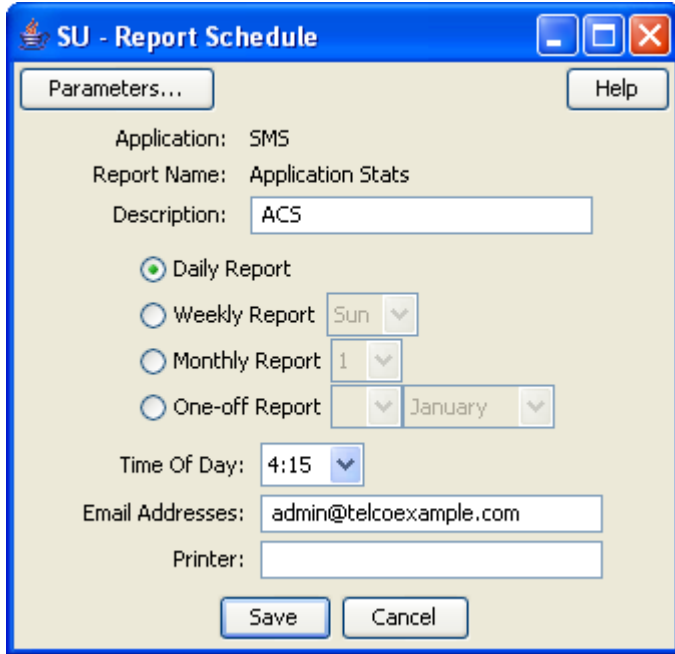 SU - Report Schedule
Parameters... Help
Application: SMS
Report Name: Application Stats
Description: ACS
Daily Report
Weekly Report Sun
Monthly Report 1
One-off Report January
Time Of Day: 4:15
Email Addresses: admin@telcoexample.com
Printer:
Save Cancel